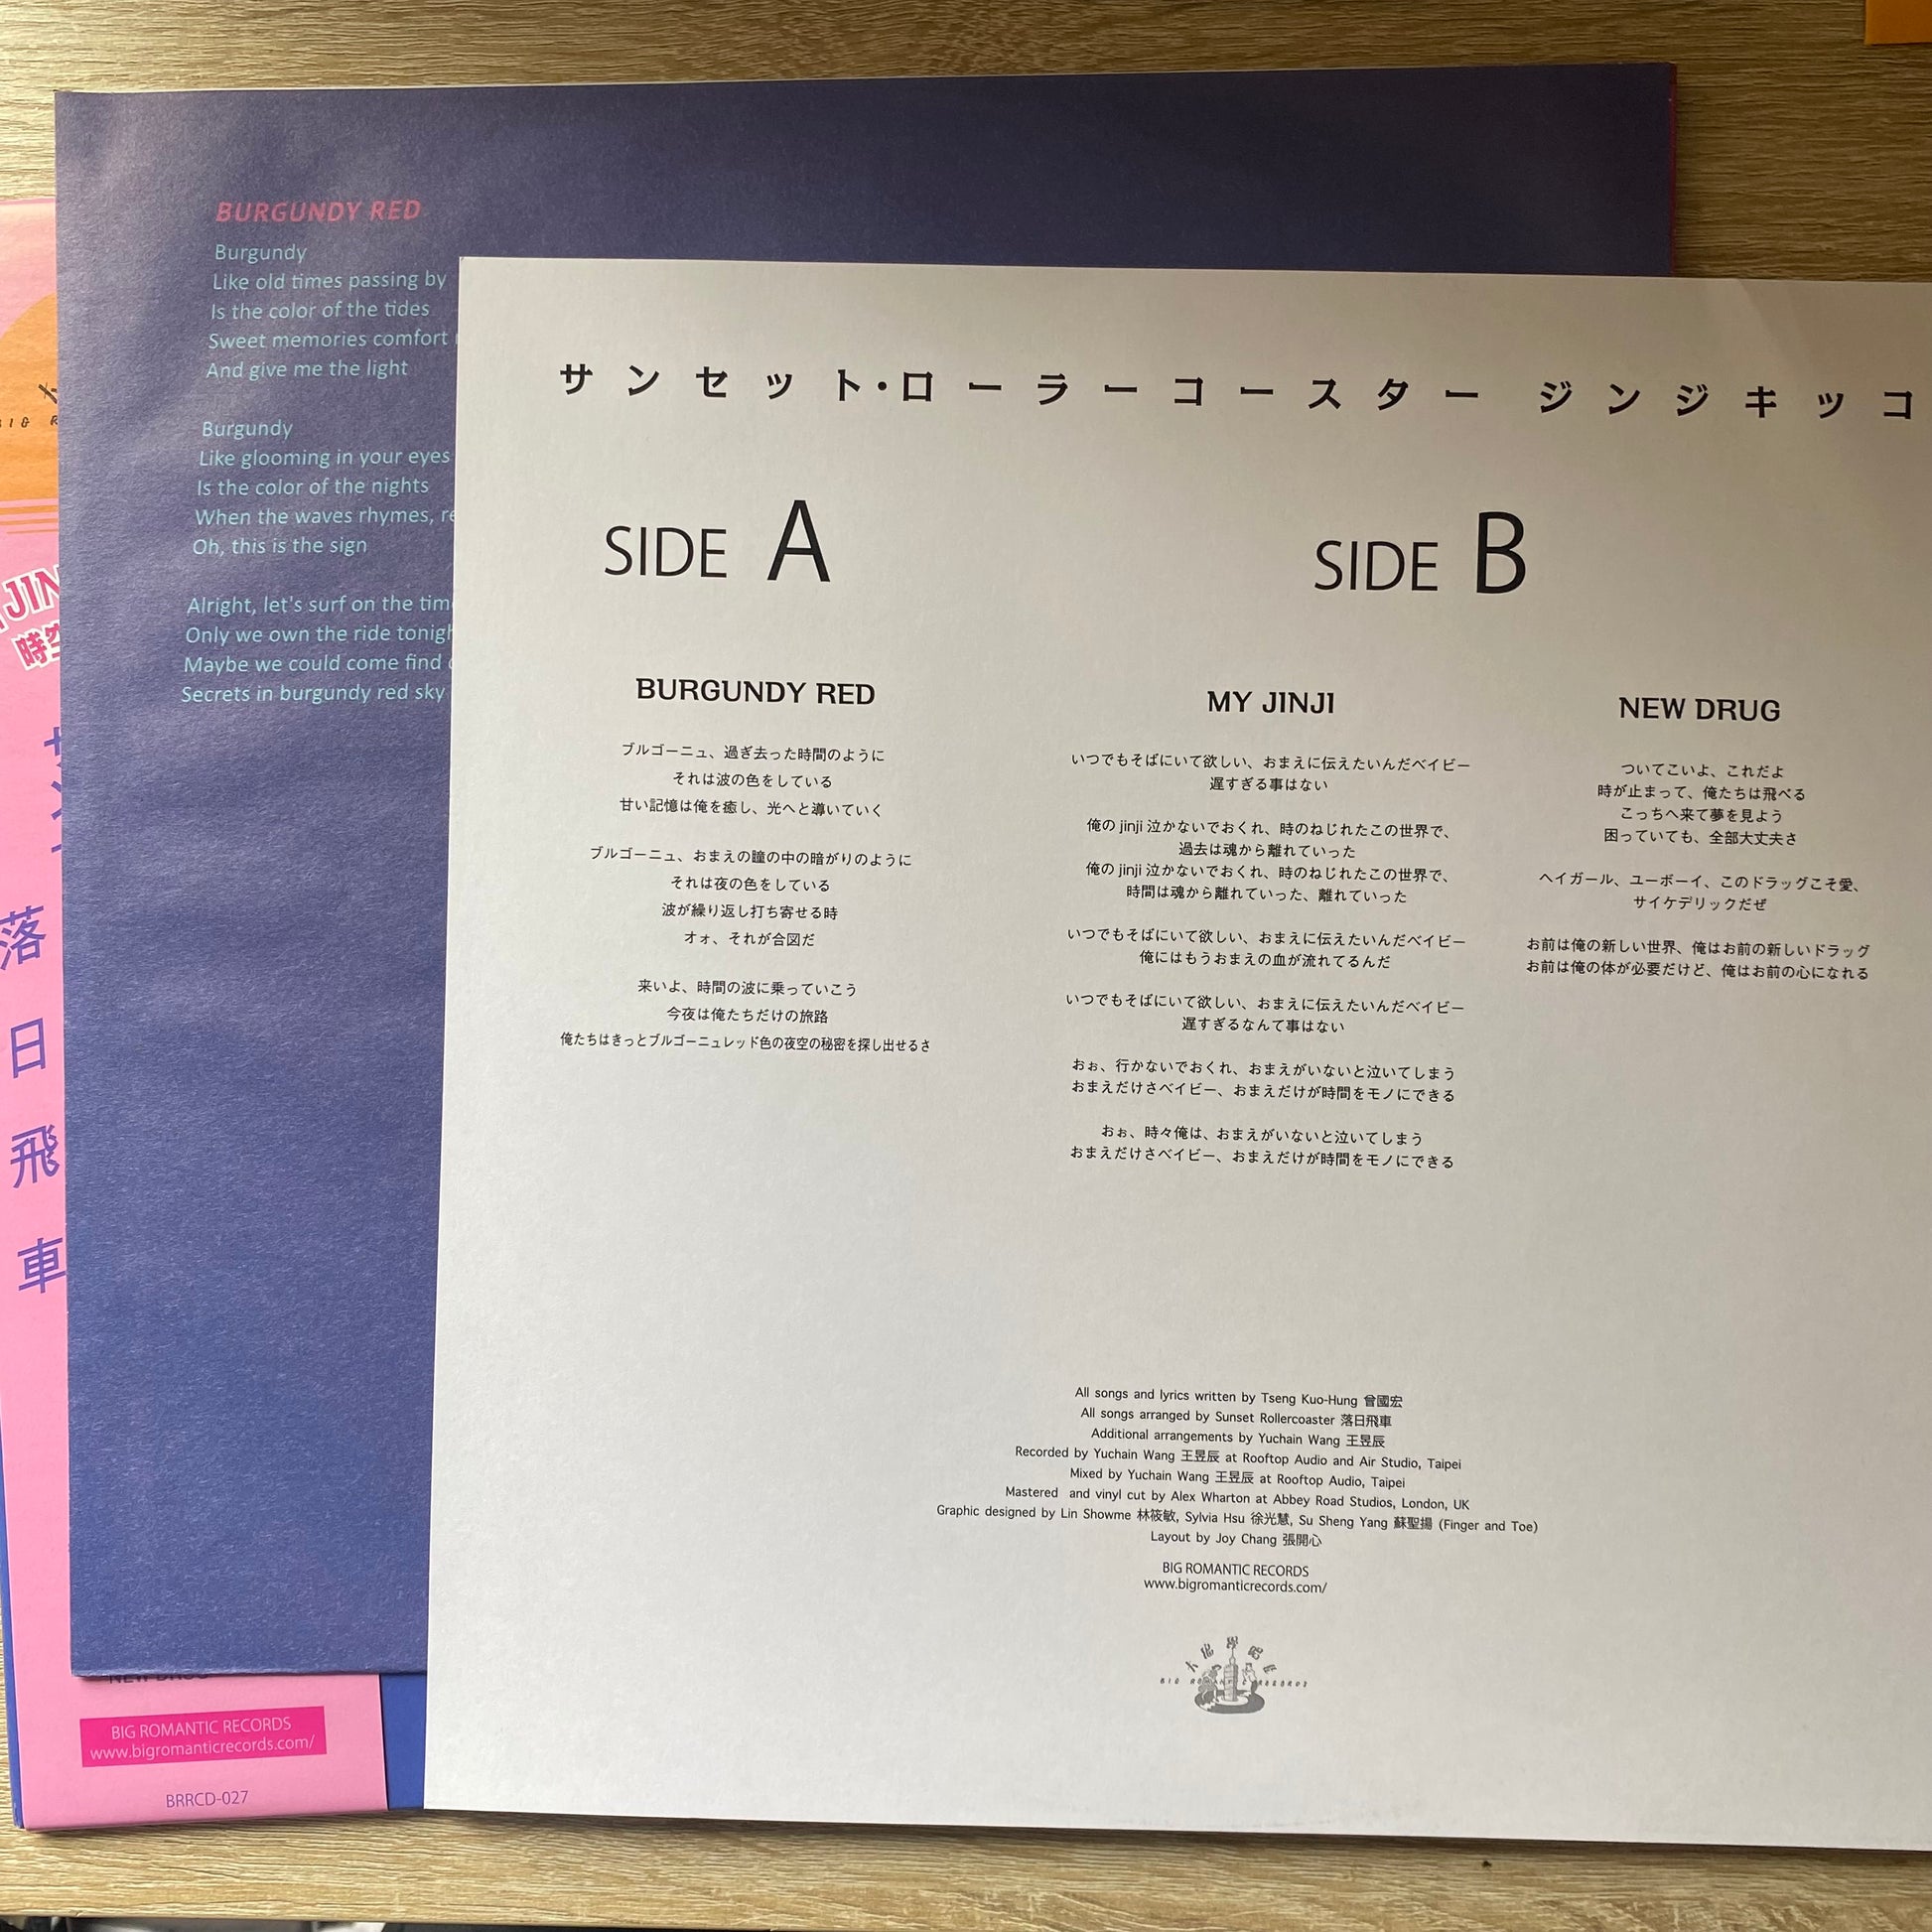 BURGUNDY RED
Burgundy
Like old times passing by
Is the color of the tides
Sweet memories comfort
And give me the light
Burgundy
Like glooming in your eyes
Is the color of the nights
When the waves rhymes,
Oh, this is the sign
Alright, let's surf on the
Only we own the ride
Maybe we could come find
Secrets in burgundy red sky
サンセット・ローラーコースター ジンジキッコ
SIDE A
BURGUNDY RED
ブルゴーニュ、過ぎ去った時間のように
それは波の色をしている
甘い記憶は俺を癒し、光へと導いていく
ブルゴーニュ、おまえの瞳の中の暗がりのように
それは夜の色をしている
波が繰り返し打ち寄せる時
オォ、それが合図だ
来いよ、時間の波に乗っていこう
今夜は俺たちだけの旅路
俺たちはきっとブルゴーニュレッド色の夜空の秘密を探し出せるさ
SIDE B
MY JINJI
いつでもそばにいて欲しい、おまえに伝えたいんだベイビー
遅すぎる事はない
俺の jinji 泣かないでおくれ、時のねじれたこの世界で、
過去は魂から離れていった
俺の jinji 泣かないでおくれ、時のねじれたこの世界で、
時間は魂から離れていった、離れていった
いつでもそばにいて欲しい、おまえに伝えたいんだベイビー
俺にはもうおまえの血が流れてるんだ
いつでもそばにいて欲しい、おまえに伝えたいんだベイビー
遅すぎるなんて事はない
おぉ、行かないでおくれ、おまえがいないと泣いてしまう
おまえだけさベイビー、おまえだけが時間をモノにできる
おぉ、時々俺は、おまえがいないと泣いてしまう
おまえだけさベイビー、おまえだけが時間をモノにできる
NEW DRUG
ついてこいよ、これだよ
時が止まって、俺たちは飛べる
こっちへ来て夢を見よう
困っていても、全部大丈夫さ
ヘイガール、ユーボーイ、このドラッグこそ愛、
サイケデリックだぜ
お前は俺の新しい世界、俺はお前の新しいドラッグ
お前は俺の体が必要だけど、俺はお前の心になれる
All songs and lyrics written by Tseng Kuo-Hung 曾國宏
All songs arranged by Sunset Rollercoaster 落日飛車
Additional arrangements by Yuchain Wang 王昱辰
Recorded by Yuchain Wang 王昱辰 at Rooftop Audio and Air Studio, Taipei
Mixed by Yuchain Wang 王昱辰 at Rooftop Audio, Taipei
Mastered and vinyl cut by Alex Wharton at Abbey Road Studios, London, UK
Graphic designed by Lin Showme 林筱敏, Sylvia Hsu 徐光慧, Su Sheng Yang 蘇聖揚 (Finger and Toe)
Layout by Joy Chang 張開心
BIG ROMANTIC RECORDS
www.bigromanticrecords.com/
BIG ROMANTIC RECORDS
落日飛車
NEW DRUG
BIG ROMANTIC RECORDS
www.bigromanticrecords.com/
BRRCD-027